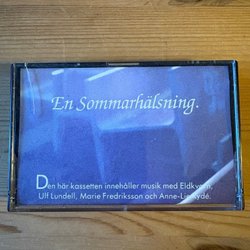 En Sommarhälsning.
Den här kassetten innehåller musik med Eldkvarn,
Ulf Lundell, Marie Fredriksson och Anne-Lie Rydé.